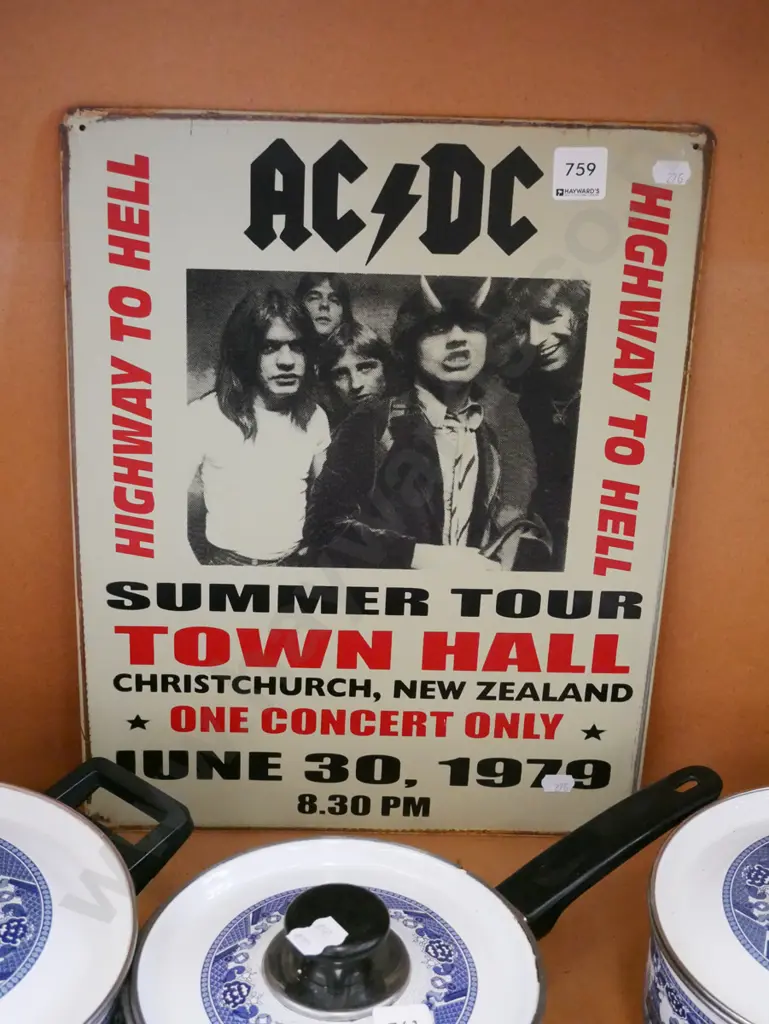 AC⚡DC
759
HAYWARD'S
276
HIGHWAY TO HELL
HIGHWAY TO HELL
SUMMER TOUR
TOWN HALL
CHRISTCHURCH, NEW ZEALAND
★ ONE CONCERT ONLY ★
JUNE 30, 1979
8.30 PM